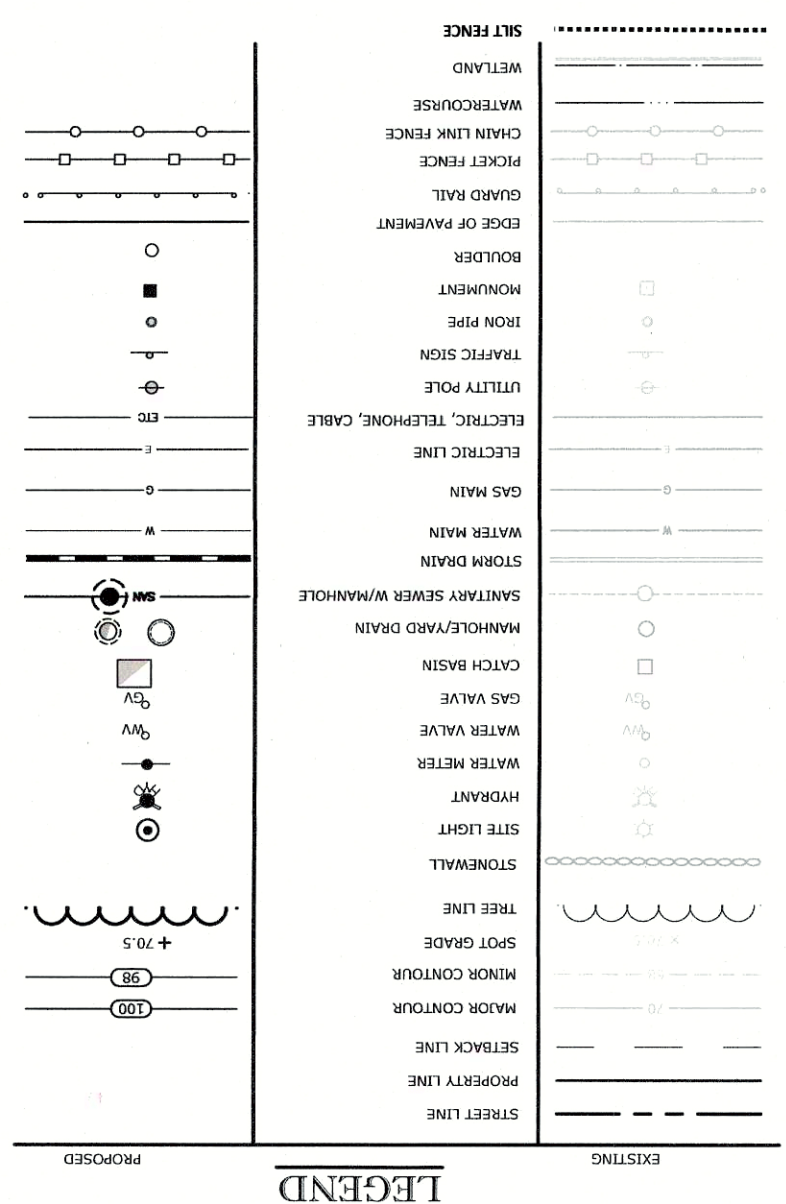 LEGEND
EXISTING PROPOSED
STREET LINE
PROPERTY LINE
SETBACK LINE
70 MAJOR CONTOUR 100
68 MINOR CONTOUR 98
SPOT GRADE + 70.5
TREE LINE
STONEWALL
SITE LIGHT
HYDRANT
WATER METER
WV WATER VALVE WV
GV GAS VALVE GV
CATCH BASIN
MANHOLE/YARD DRAIN
SANITARY SEWER W/MANHOLE SAN
STORM DRAIN
W WATER MAIN W
G GAS MAIN G
E ELECTRIC LINE E
ELECTRIC, TELEPHONE, CABLE ETC
UTILITY POLE
TRAFFIC SIGN
IRON PIPE
MONUMENT
BOULDER
EDGE OF PAVEMENT
GUARD RAIL
PICKET FENCE
CHAIN LINK FENCE
WATERCOURSE
WETLAND
SILT FENCE